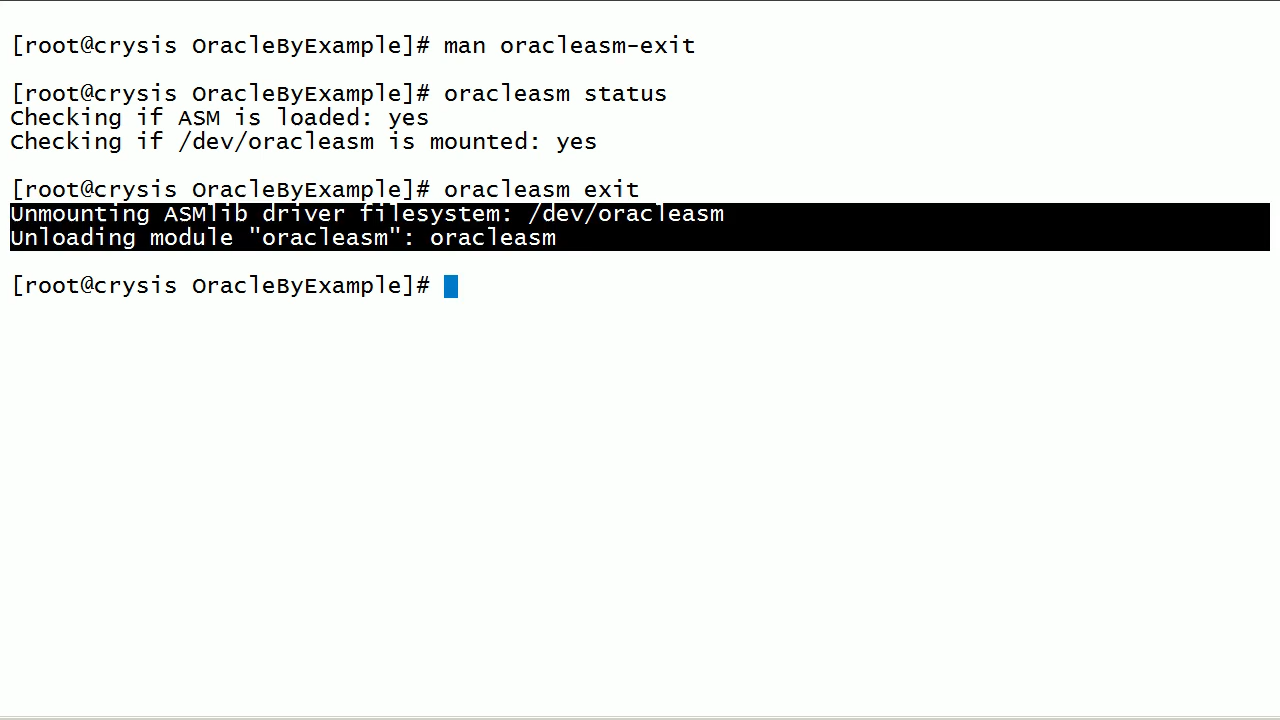 [root@crysis OracleByExample]# man oracleasm-exit
[root@crysis OracleByExample]# oracleasm status
Checking if ASM is loaded: yes
Checking if /dev/oracleasm is mounted: yes
[root@crysis OracleByExample]# oracleasm exit
Unmounting ASMlib driver filesystem: /dev/oracleasm
Unloading module "oracleasm": oracleasm
[root@crysis OracleByExample]#